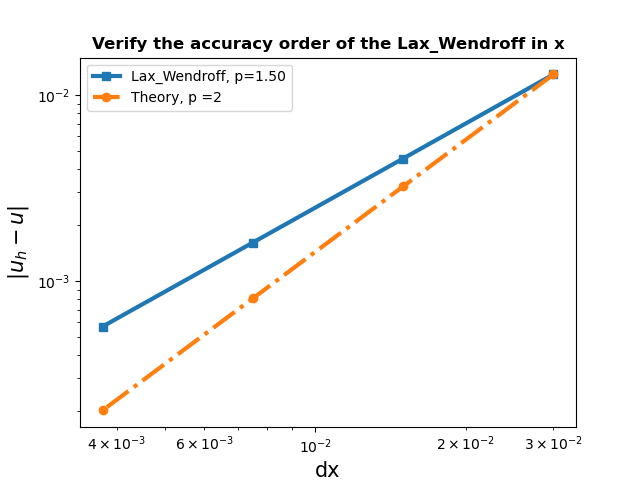 Verify the accuracy order of the Lax_Wendroff in x
Lax_Wendroff, p=1.50
Theory, p =2
10⁻²
10⁻³
|uₕ − u|
4 × 10⁻³
6 × 10⁻³
10⁻²
2 × 10⁻²
3 × 10⁻²
dx